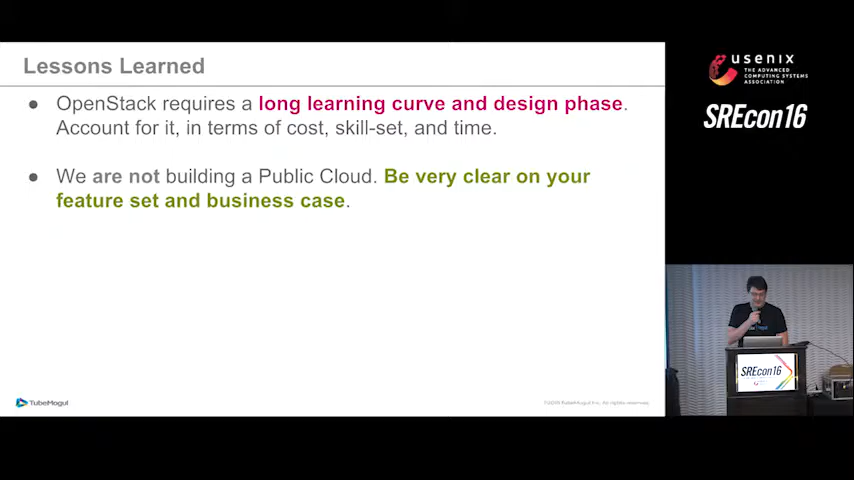 Lessons Learned
● OpenStack requires a long learning curve and design phase.
Account for it, in terms of cost, skill-set, and time.
● We are not building a Public Cloud. Be very clear on your
feature set and business case.
TubeMogul
usenix
THE ADVANCED
COMPUTING SYSTEMS
ASSOCIATION
SREcon16
SREcon16